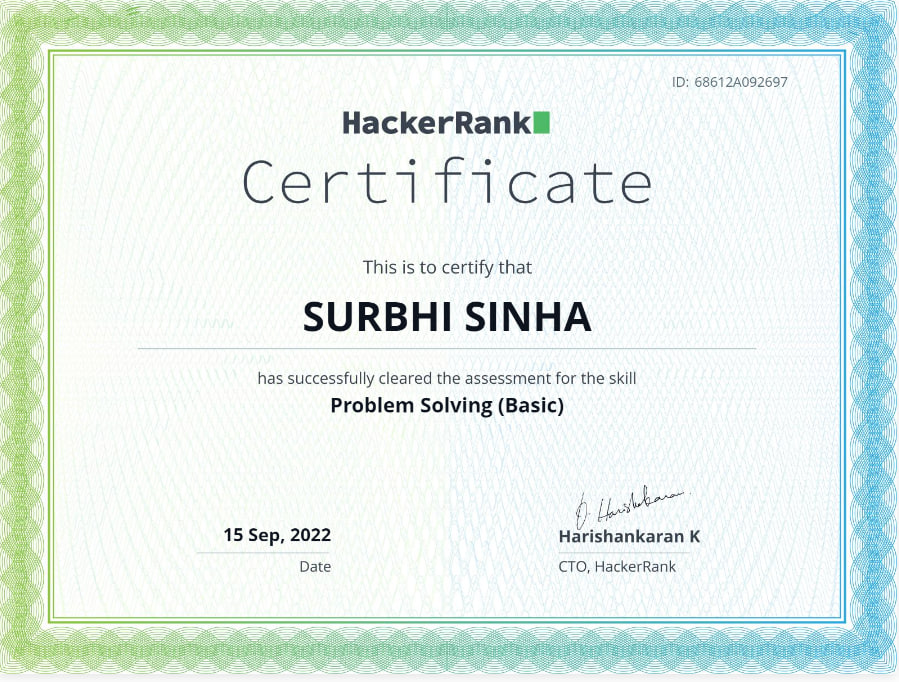 ID: 68612A092697
HackerRank
Certificate
This is to certify that
SURBHI SINHA
has successfully cleared the assessment for the skill
Problem Solving (Basic)
15 Sep, 2022
Date
Harishankaran K
CTO, HackerRank